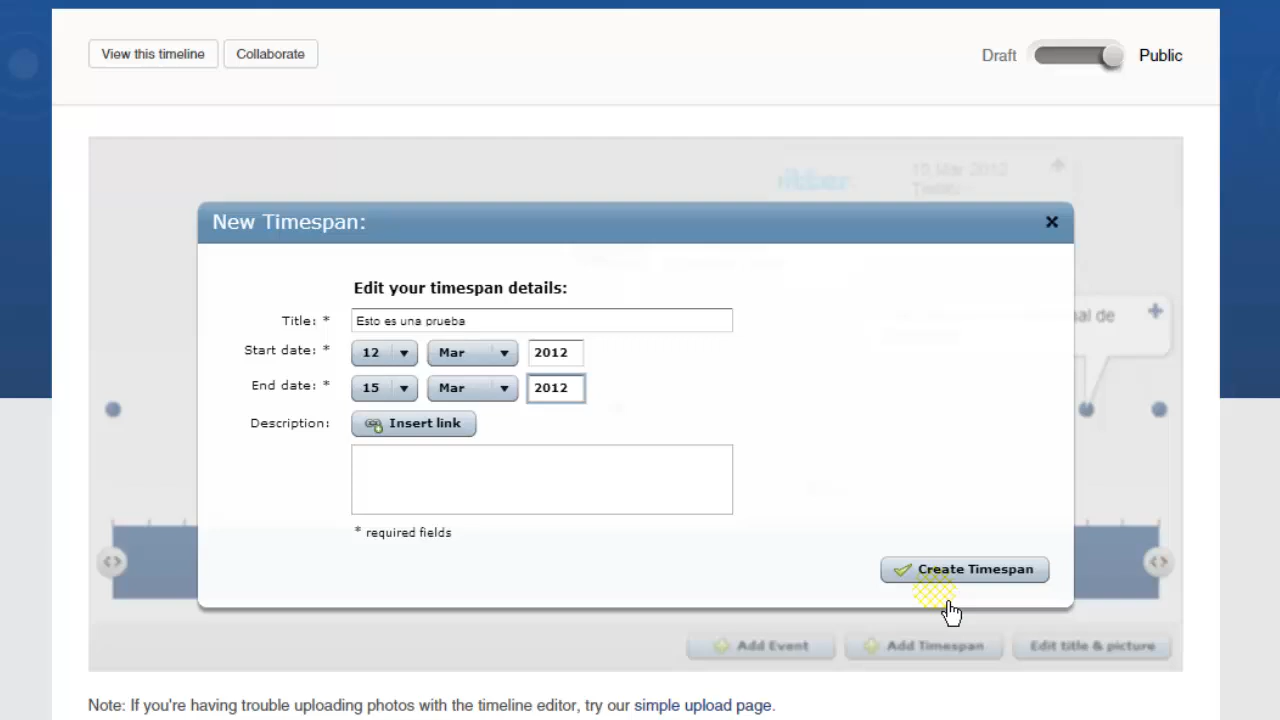 View this timeline Collaborate Draft Public
10 Mar 2012
New Timespan:
Edit your timespan details:
Title: * Esto es una prueba
Start date: * 12 Mar 2012
End date: * 15 Mar 2012
Description: Insert link
* required fields
Create Timespan
Add Event Add Timespan Edit title & picture
Note: If you're having trouble uploading photos with the timeline editor, try our simple upload page.